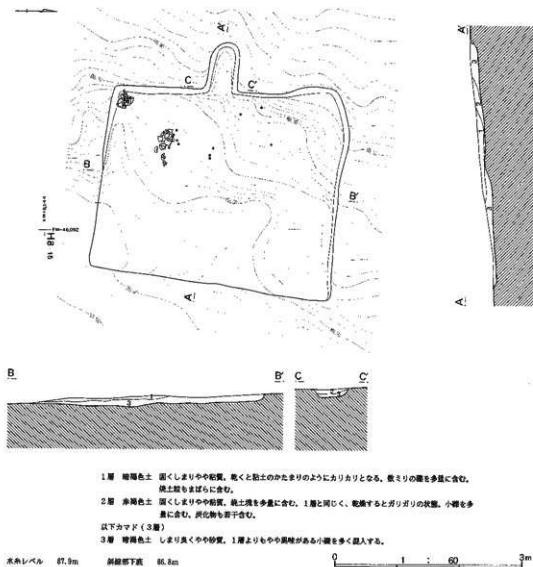 A'
C C'
B
B'
A
A'
A
B B' C C'
1層 暗褐色土 固くしまりやや粘質。乾くと粘土のかたまりのようにカリカリとなる。数ミリの礫を多量に含む。
焼土粒もまばらに含む。
2層 赤褐色土 固くしまりやや粘質。焼土塊を多量に含む。1層と同じく、乾燥するとガリガリの状態。小礫を多
量に含む。炭化物も若干含む。
以下カマド(3層)
3層 暗褐色土 しまり良くやや砂質。1層よりもやや黒味がある小礫を多く混入する。
水糸レベル 87.9m 斜線部下底 86.8m
0 1 : 60 3m